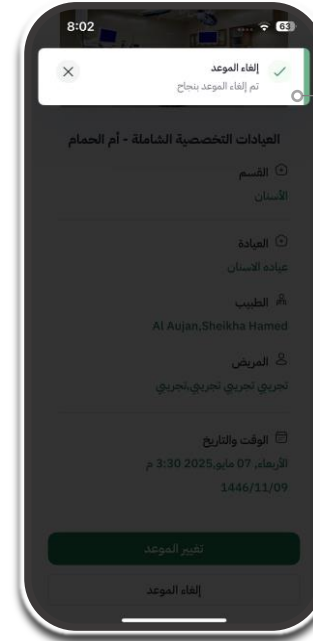 8:02
63
إلغاء الموعد
تم إلغاء الموعد بنجاح
العيادات التخصصية الشاملة - أم الحمام
القسم
الأسنان
العيادة
عياده الاسنان
الطبيب
Al Aujan,Sheikha Hamed
المريض
تجريبي تجريبي تجريبي,تجريبي
الوقت والتاريخ
الأربعاء, 07 مايو,2025 3:30 م
1446/11/09
تغيير الموعد
إلغاء الموعد